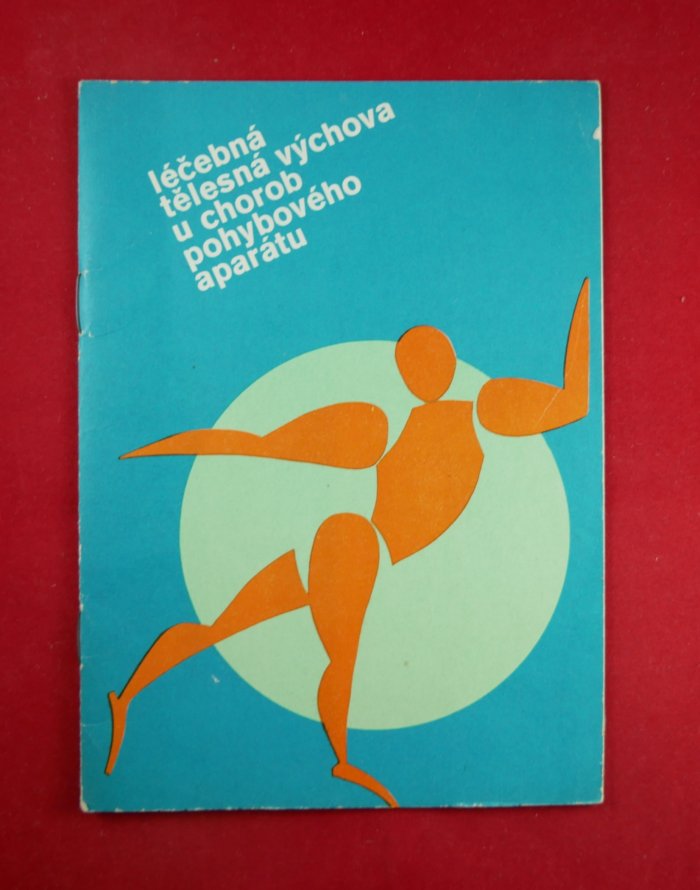 léčebná
tělesná výchova
u chorob
pohybového
aparátu